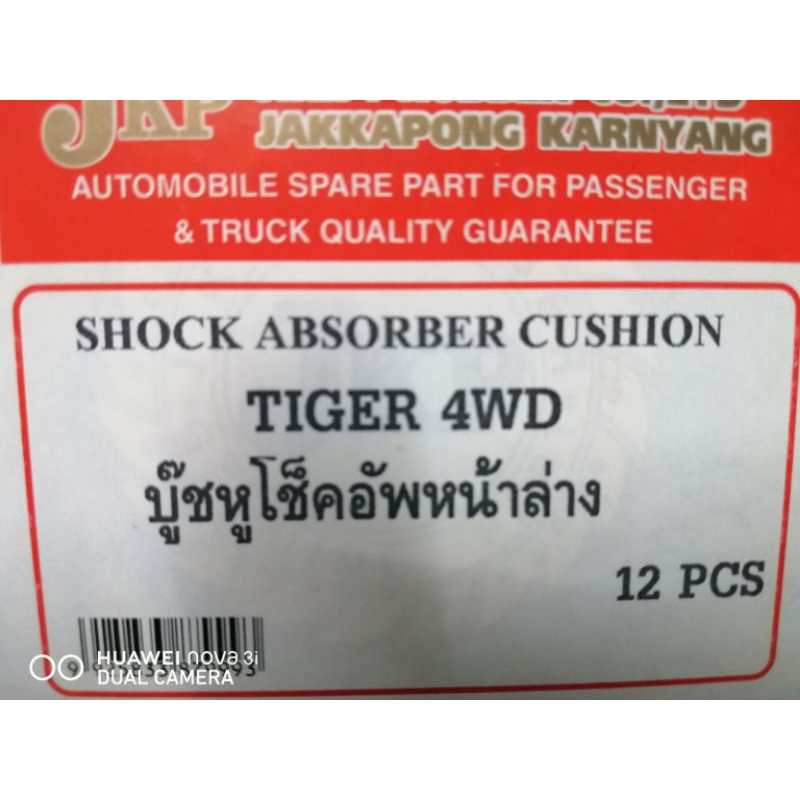 JKP
JAKKAPONG KARNYANG
AUTOMOBILE SPARE PART FOR PASSENGER
& TRUCK QUALITY GUARANTEE
SHOCK ABSORBER CUSHION
TIGER 4WD
บู๊ชหูโช็คอัพหน้าล่าง
12 PCS
HUAWEI nova 3i
DUAL CAMERA